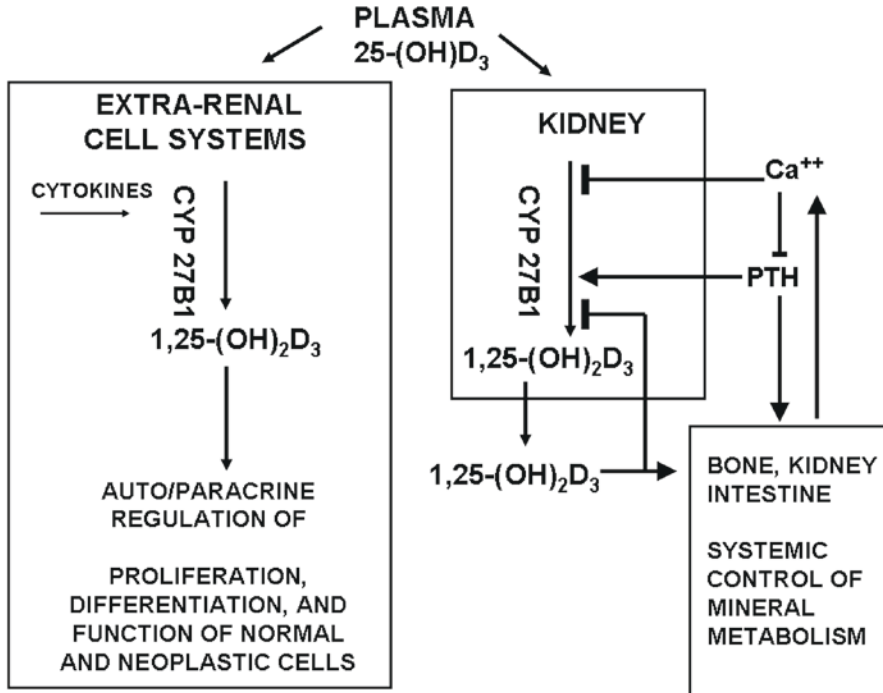 PLASMA
25-(OH)D₃
EXTRA-RENAL
CELL SYSTEMS
CYTOKINES
CYP 27B1
1,25-(OH)₂D₃
AUTO/PARACRINE
REGULATION OF
PROLIFERATION,
DIFFERENTIATION, AND
FUNCTION OF NORMAL
AND NEOPLASTIC CELLS
KIDNEY
CYP 27B1
1,25-(OH)₂D₃
1,25-(OH)₂D₃
Ca⁺⁺
PTH
BONE, KIDNEY
INTESTINE
SYSTEMIC
CONTROL OF
MINERAL
METABOLISM